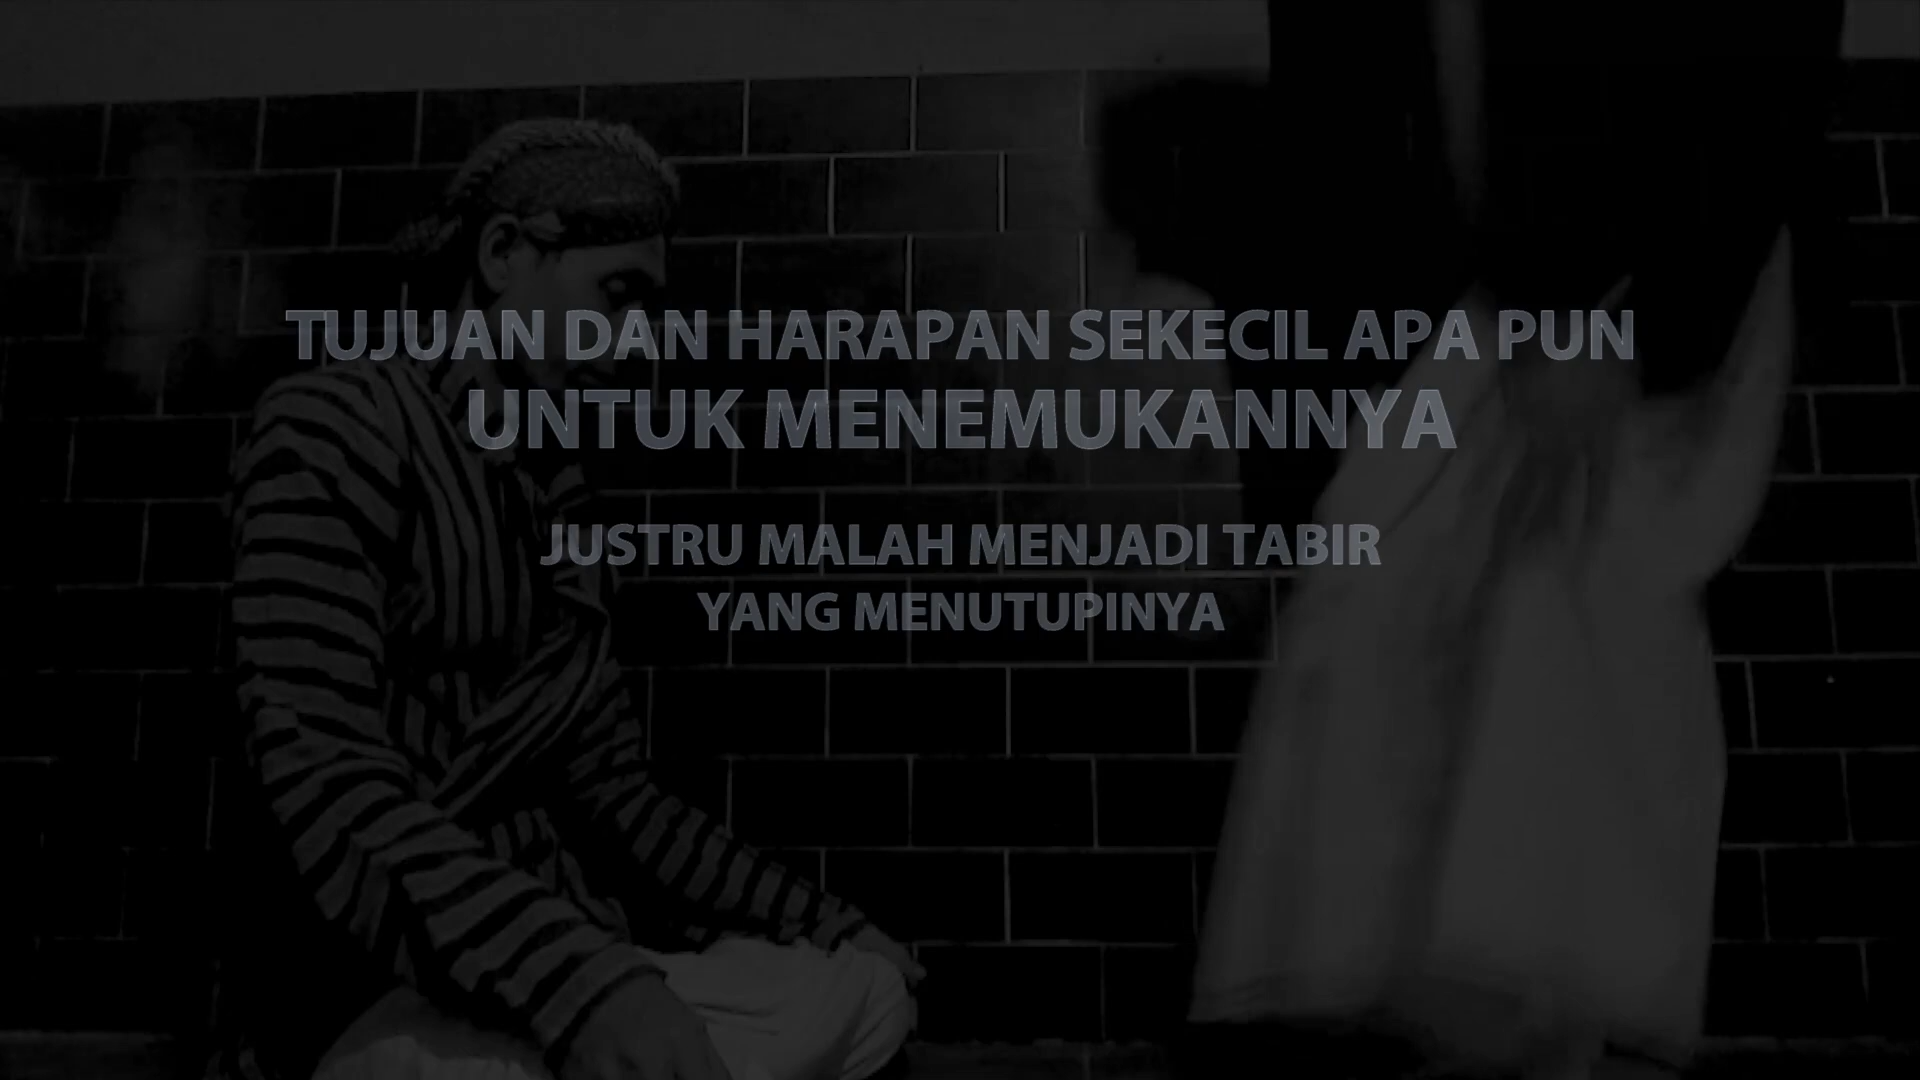 TUJUAN DAN HARAPAN SEKECIL APA PUN
UNTUK MENEMUKANNYA
JUSTRU MALAH MENJADI TABIR
YANG MENUTUPINYA